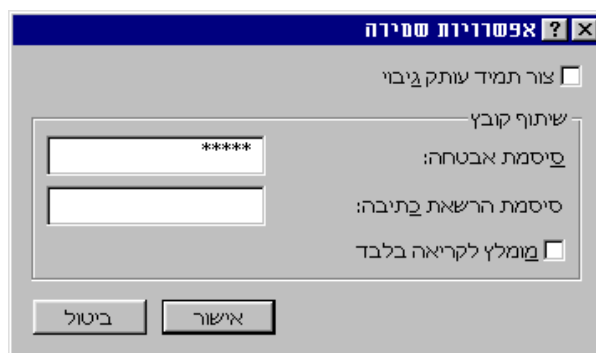 אפשרויות שמירה
צור תמיד עותק גיבוי
שיתוף קובץ
סיסמת אבטחה: *****
סיסמת הרשאת כתיבה:
מומלץ לקריאה בלבד
אישור ביטול